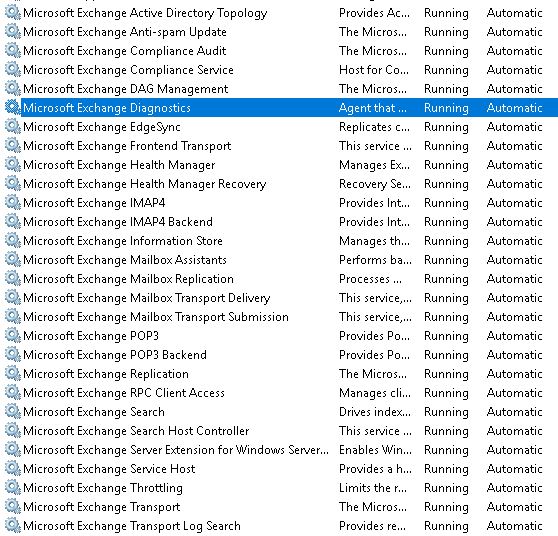 Microsoft Exchange Active Directory Topology Provides Ac... Running Automatic
Microsoft Exchange Anti-spam Update The Micros... Running Automatic
Microsoft Exchange Compliance Audit The Micros... Running Automatic
Microsoft Exchange Compliance Service Host for Co... Running Automatic
Microsoft Exchange DAG Management The Micros... Running Automatic
Microsoft Exchange Diagnostics Agent that ... Running Automatic
Microsoft Exchange EdgeSync Replicates c... Running Automatic
Microsoft Exchange Frontend Transport This service ... Running Automatic
Microsoft Exchange Health Manager Manages Ex... Running Automatic
Microsoft Exchange Health Manager Recovery Recovery Se... Running Automatic
Microsoft Exchange IMAP4 Provides Int... Running Automatic
Microsoft Exchange IMAP4 Backend Provides Int... Running Automatic
Microsoft Exchange Information Store Manages th... Running Automatic
Microsoft Exchange Mailbox Assistants Performs ba... Running Automatic
Microsoft Exchange Mailbox Replication Processes ... Running Automatic
Microsoft Exchange Mailbox Transport Delivery This service,... Running Automatic
Microsoft Exchange Mailbox Transport Submission This service,... Running Automatic
Microsoft Exchange POP3 Provides Po... Running Automatic
Microsoft Exchange POP3 Backend Provides Po... Running Automatic
Microsoft Exchange Replication The Micros... Running Automatic
Microsoft Exchange RPC Client Access Manages cli... Running Automatic
Microsoft Exchange Search Drives index... Running Automatic
Microsoft Exchange Search Host Controller This service ... Running Automatic
Microsoft Exchange Server Extension for Windows Server... Enables Win... Running Automatic
Microsoft Exchange Service Host Provides a h... Running Automatic
Microsoft Exchange Throttling Limits the r... Running Automatic
Microsoft Exchange Transport The Micros... Running Automatic
Microsoft Exchange Transport Log Search Provides re... Running Automatic